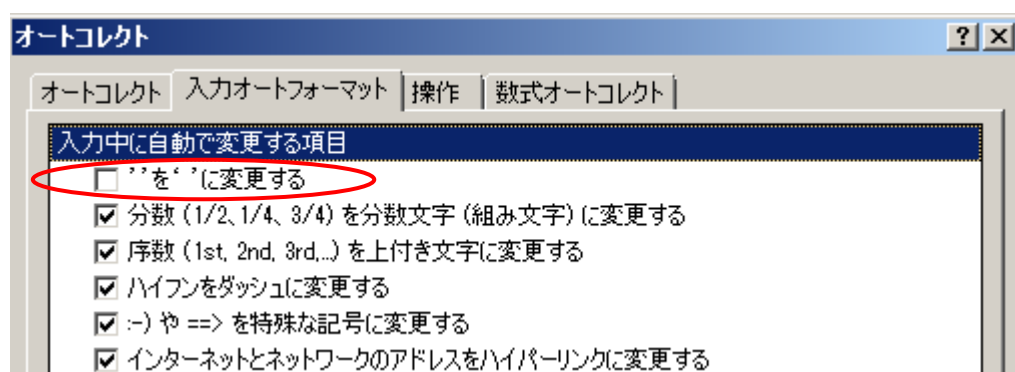 オートコレクト
オートコレクト 入力オートフォーマット 操作 数式オートコレクト
入力中に自動で変更する項目
' 'を‘ ’に変更する
分数 (1/2、1/4、3/4) を分数文字 (組み文字) に変更する
序数 (1st, 2nd, 3rd,...) を上付き文字に変更する
ハイフンをダッシュに変更する
:-) や ==> を特殊な記号に変更する
インターネットとネットワークのアドレスをハイパーリンクに変更する